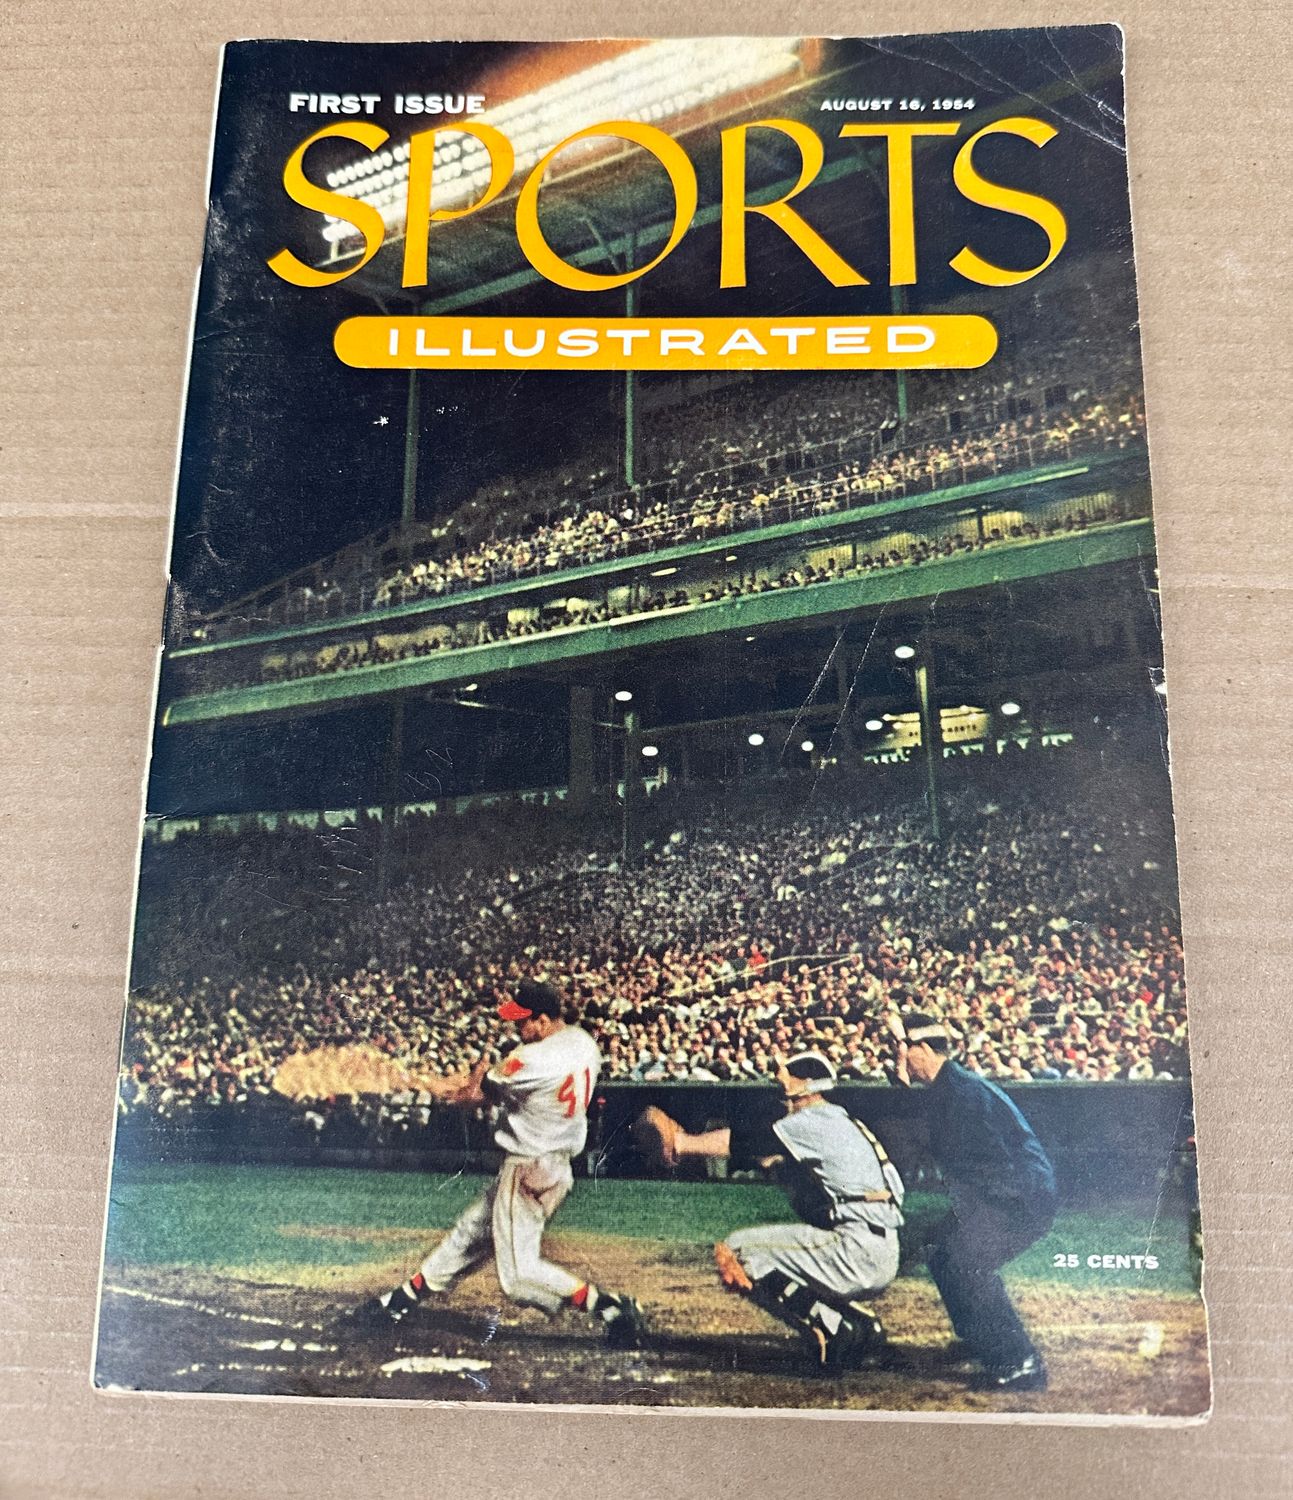 FIRST ISSUE
AUGUST 16, 1954
SPORTS
ILLUSTRATED
41
25 CENTS